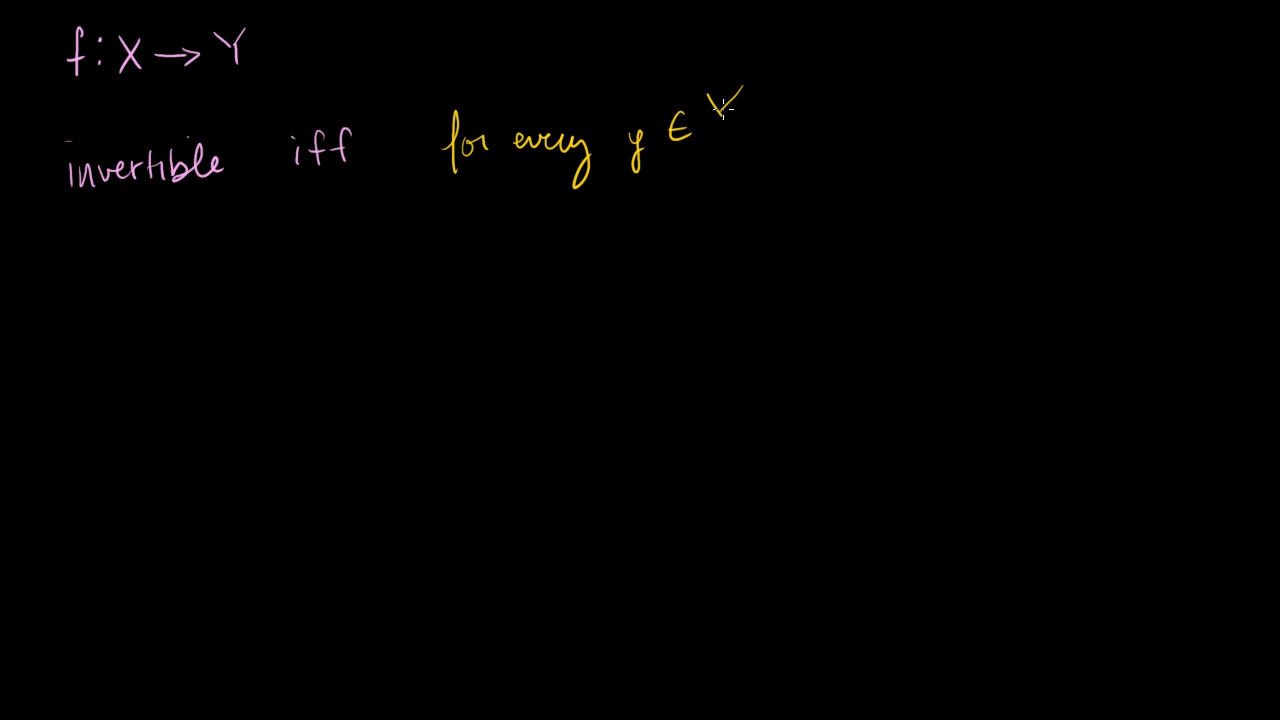 f: X → Y
invertible iff for every y ∈ Y